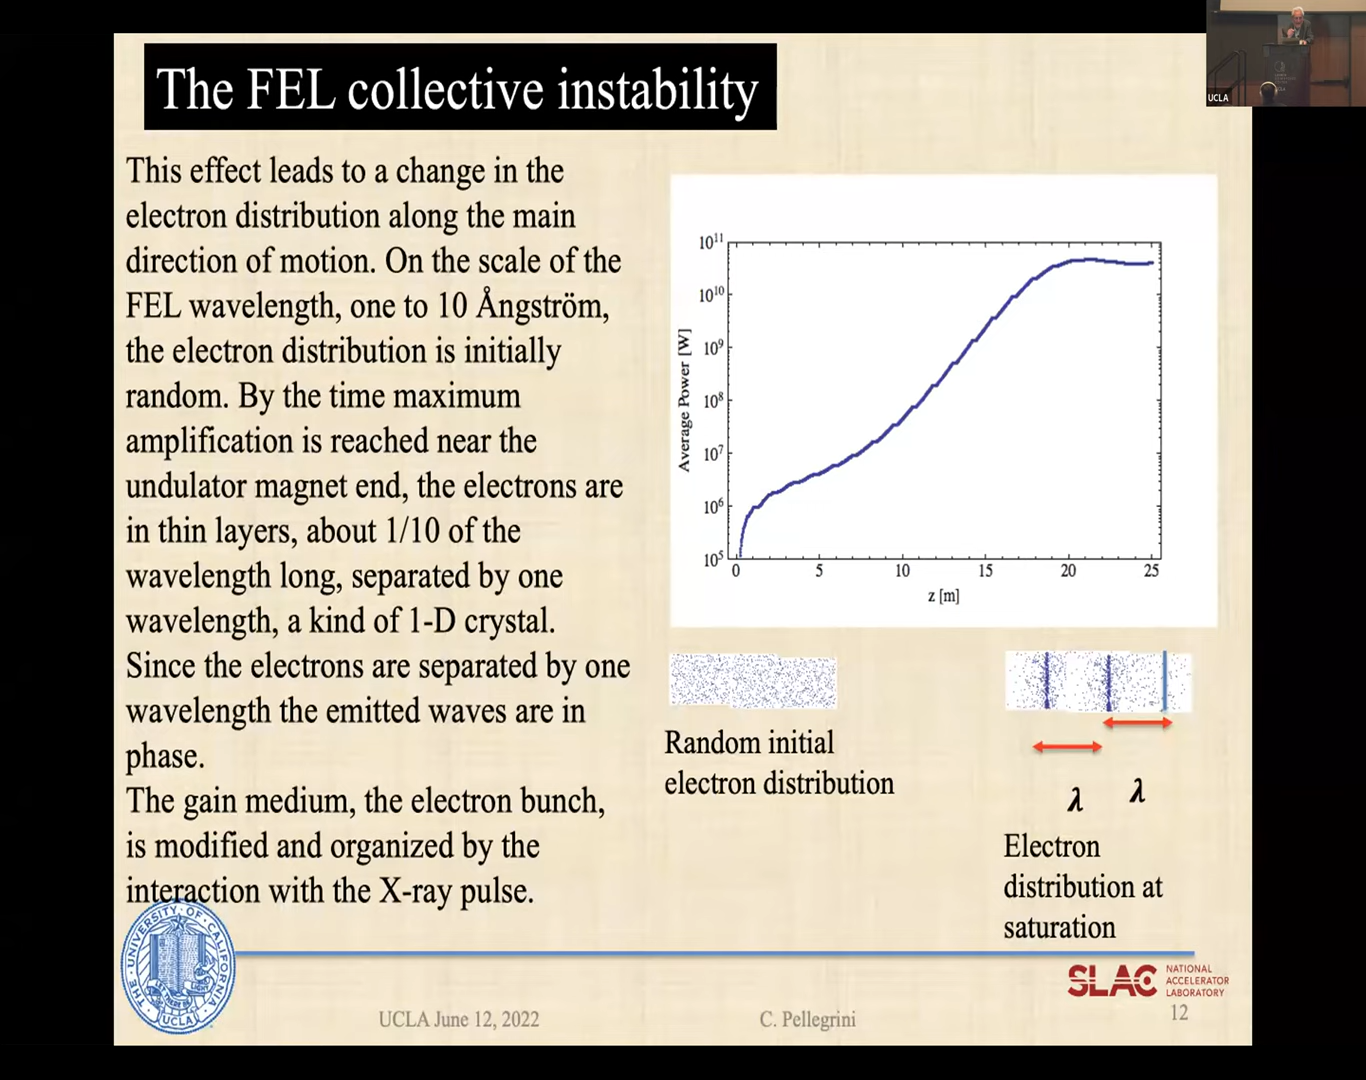 The FEL collective instability
This effect leads to a change in the
electron distribution along the main
direction of motion. On the scale of the
FEL wavelength, one to 10 Ångström,
the electron distribution is initially
random. By the time maximum
amplification is reached near the
undulator magnet end, the electrons are
in thin layers, about 1/10 of the
wavelength long, separated by one
wavelength, a kind of 1-D crystal.
Since the electrons are separated by one
wavelength the emitted waves are in
phase.
The gain medium, the electron bunch,
is modified and organized by the
interaction with the X-ray pulse.
Average Power [W]
10¹¹
10¹⁰
10⁹
10⁸
10⁷
10⁶
10⁵
0 5 10 15 20 25
z [m]
Random initial
electron distribution
λ λ
Electron
distribution at
saturation
THE UNIVERSITY OF CALIFORNIA
UCLA
UCLA June 12, 2022
C. Pellegrini
SLAC NATIONAL
ACCELERATOR
LABORATORY
12
UCLA